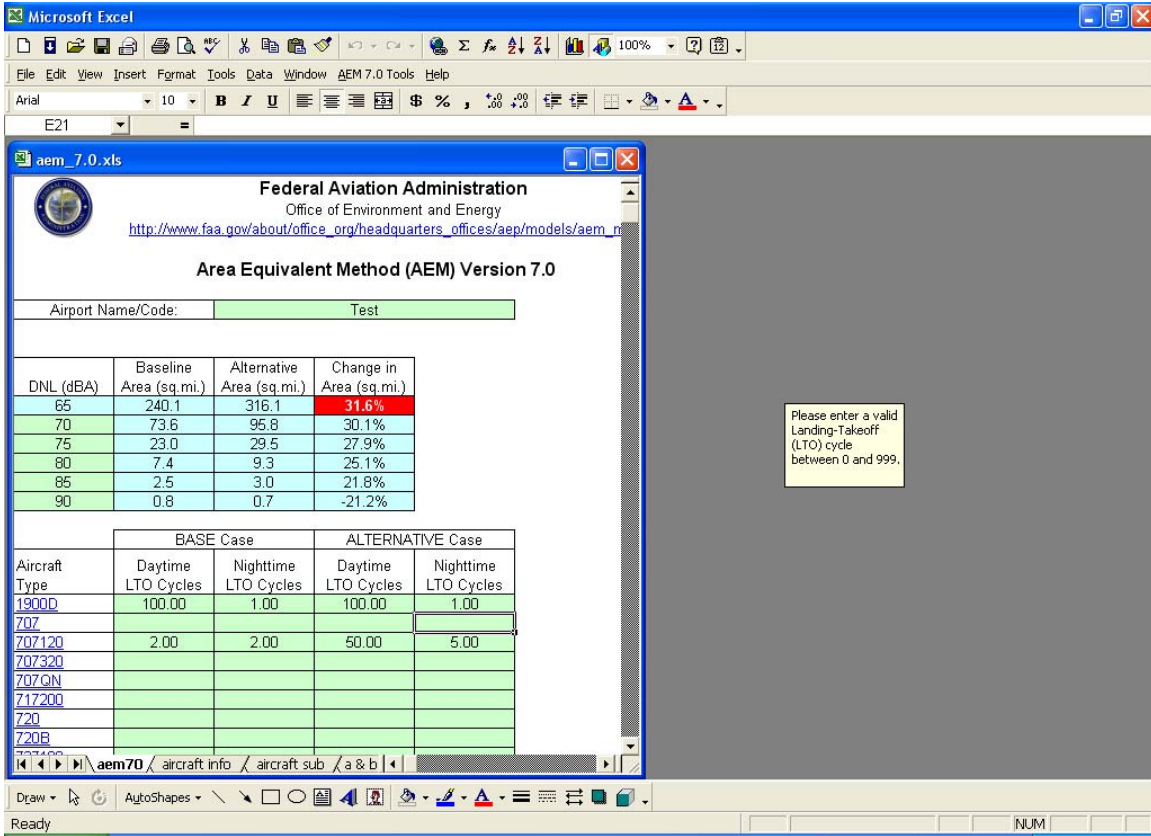 Microsoft Excel
100%
File Edit View Insert Format Tools Data Window AEM 7.0 Tools Help
Arial 10 B I U $ % ,
E21 =
aem_7.0.xls
Federal Aviation Administration
Office of Environment and Energy
http://www.faa.gov/about/office_org/headquarters_offices/aep/models/aem_m
Area Equivalent Method (AEM) Version 7.0
Airport Name/Code: Test
Baseline Alternative Change in
DNL (dBA) Area (sq.mi.) Area (sq.mi.) Area (sq.mi.)
65 240.1 316.1 31.6%
70 73.6 95.8 30.1%
75 23.0 29.5 27.9%
80 7.4 9.3 25.1%
85 2.5 3.0 21.8%
90 0.8 0.7 -21.2%
Please enter a valid
Landing-Takeoff
(LTO) cycle
between 0 and 999.
BASE Case ALTERNATIVE Case
Aircraft Daytime Nighttime Daytime Nighttime
Type LTO Cycles LTO Cycles LTO Cycles LTO Cycles
1900D 100.00 1.00 100.00 1.00
707
707120 2.00 2.00 50.00 5.00
707320
707QN
717200
720
720B
aem70 aircraft info aircraft sub a & b
Draw AutoShapes
Ready NUM